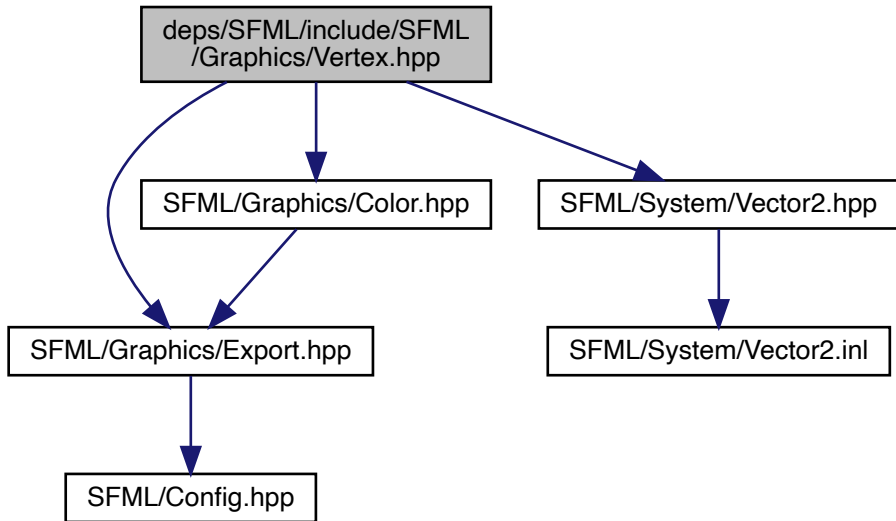 deps/SFML/include/SFML
/Graphics/Vertex.hpp
SFML/Graphics/Color.hpp
SFML/System/Vector2.hpp
SFML/Graphics/Export.hpp
SFML/System/Vector2.inl
SFML/Config.hpp